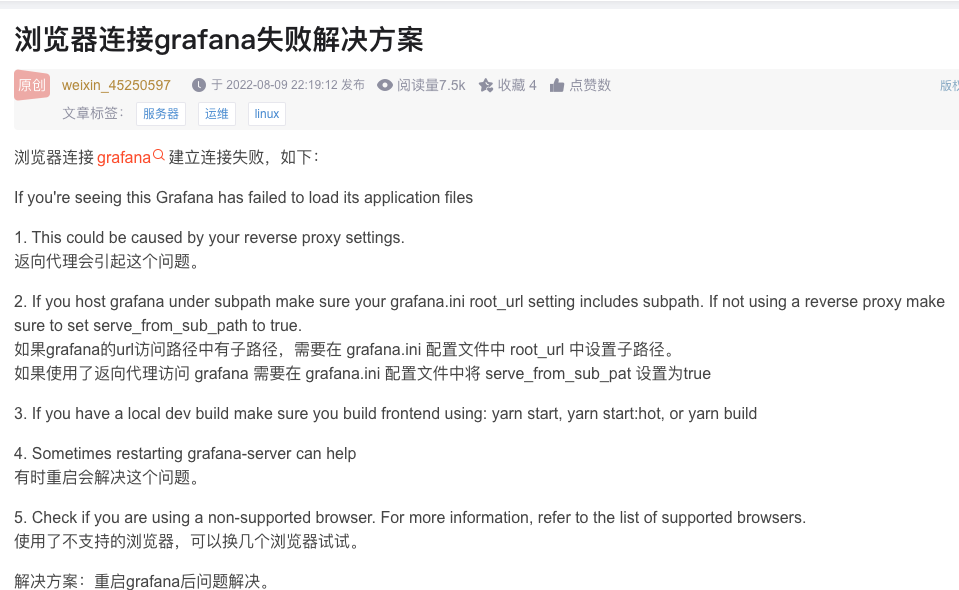 浏览器连接grafana失败解决方案
原创 weixin_45250597 于 2022-08-09 22:19:12 发布 阅读量7.5k 收藏 4 点赞数 版权
文章标签： 服务器 运维 linux
浏览器连接 grafana 建立连接失败，如下：
If you're seeing this Grafana has failed to load its application files
1. This could be caused by your reverse proxy settings.
返向代理会引起这个问题。
2. If you host grafana under subpath make sure your grafana.ini root_url setting includes subpath. If not using a reverse proxy make
sure to set serve_from_sub_path to true.
如果grafana的url访问路径中有子路径，需要在 grafana.ini 配置文件中 root_url 中设置子路径。
如果使用了返向代理访问 grafana 需要在 grafana.ini 配置文件中将 serve_from_sub_pat 设置为true
3. If you have a local dev build make sure you build frontend using: yarn start, yarn start:hot, or yarn build
4. Sometimes restarting grafana-server can help
有时重启会解决这个问题。
5. Check if you are using a non-supported browser. For more information, refer to the list of supported browsers.
使用了不支持的浏览器，可以换几个浏览器试试。
解决方案：重启grafana后问题解决。